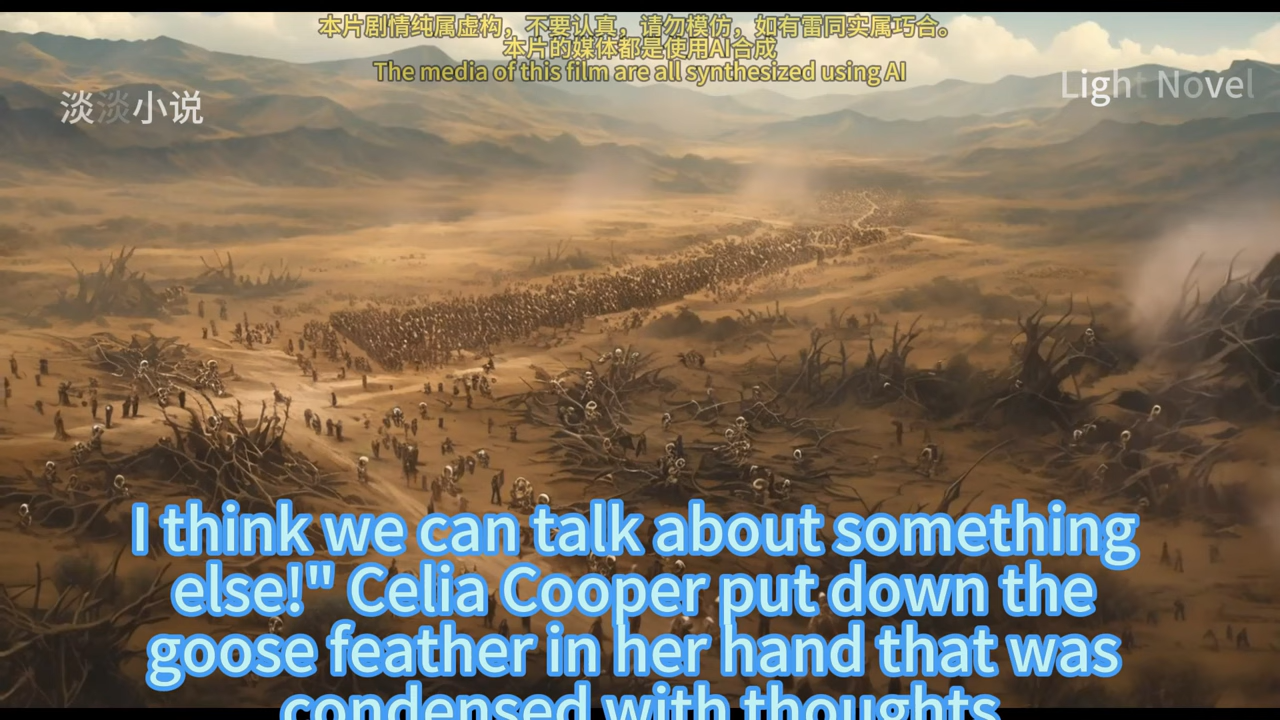 本片剧情纯属虚构，不要认真，请勿模仿，如有雷同实属巧合。
本片的媒体都是使用AI合成
The media of this film are all synthesized using AI
淡淡小说
Light Novel
I think we can talk about something
else!" Celia Cooper put down the
goose feather in her hand that was
condensed with thoughts